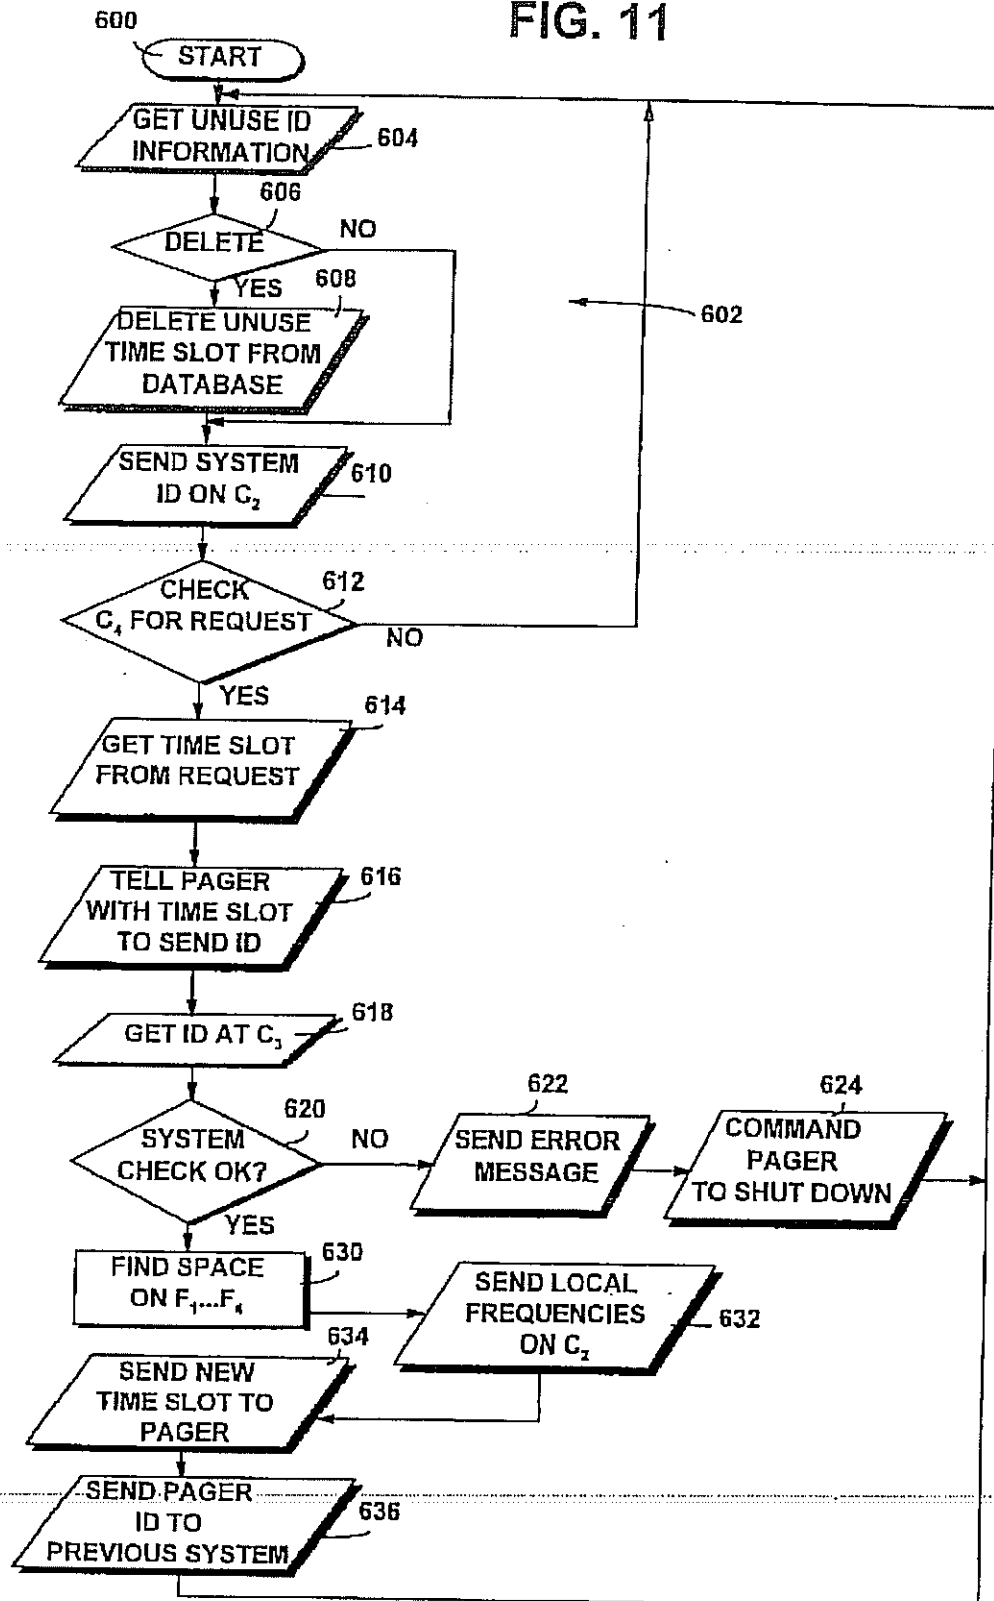 FIG. 11
600
START
GET UNUSE ID
INFORMATION
604
606
DELETE
NO
YES
608
602
DELETE UNUSE
TIME SLOT FROM
DATABASE
SEND SYSTEM
ID ON C₂
610
CHECK
C₄ FOR REQUEST
612
NO
YES
614
GET TIME SLOT
FROM REQUEST
TELL PAGER
WITH TIME SLOT
TO SEND ID
616
GET ID AT C₃
618
620
SYSTEM
CHECK OK?
NO
YES
622
SEND ERROR
MESSAGE
624
COMMAND
PAGER
TO SHUT DOWN
FIND SPACE
ON F₁...F₄
630
SEND LOCAL
FREQUENCIES
ON C₂
632
634
SEND NEW
TIME SLOT TO
PAGER
SEND PAGER
ID TO
PREVIOUS SYSTEM
636